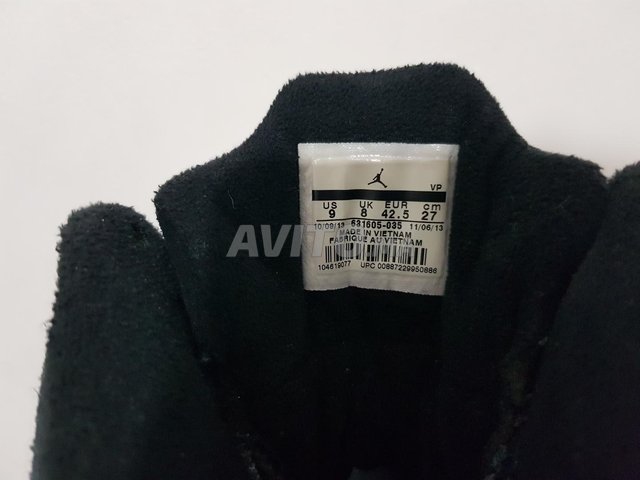 VP
US UK EUR cm
9 8 42.5 27
10/09/13 631605-035 11/06/13
MADE IN VIETNAM
FABRIQUE AU VIETNAM
104619077 UPC 00887229950886